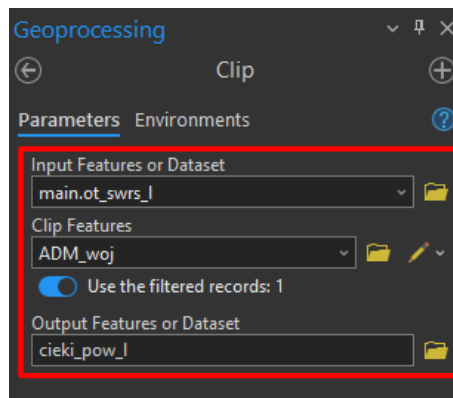 Geoprocessing
Clip
Parameters Environments
Input Features or Dataset
main.ot_swrs_l
Clip Features
ADM_woj
Use the filtered records: 1
Output Features or Dataset
cieki_pow_l